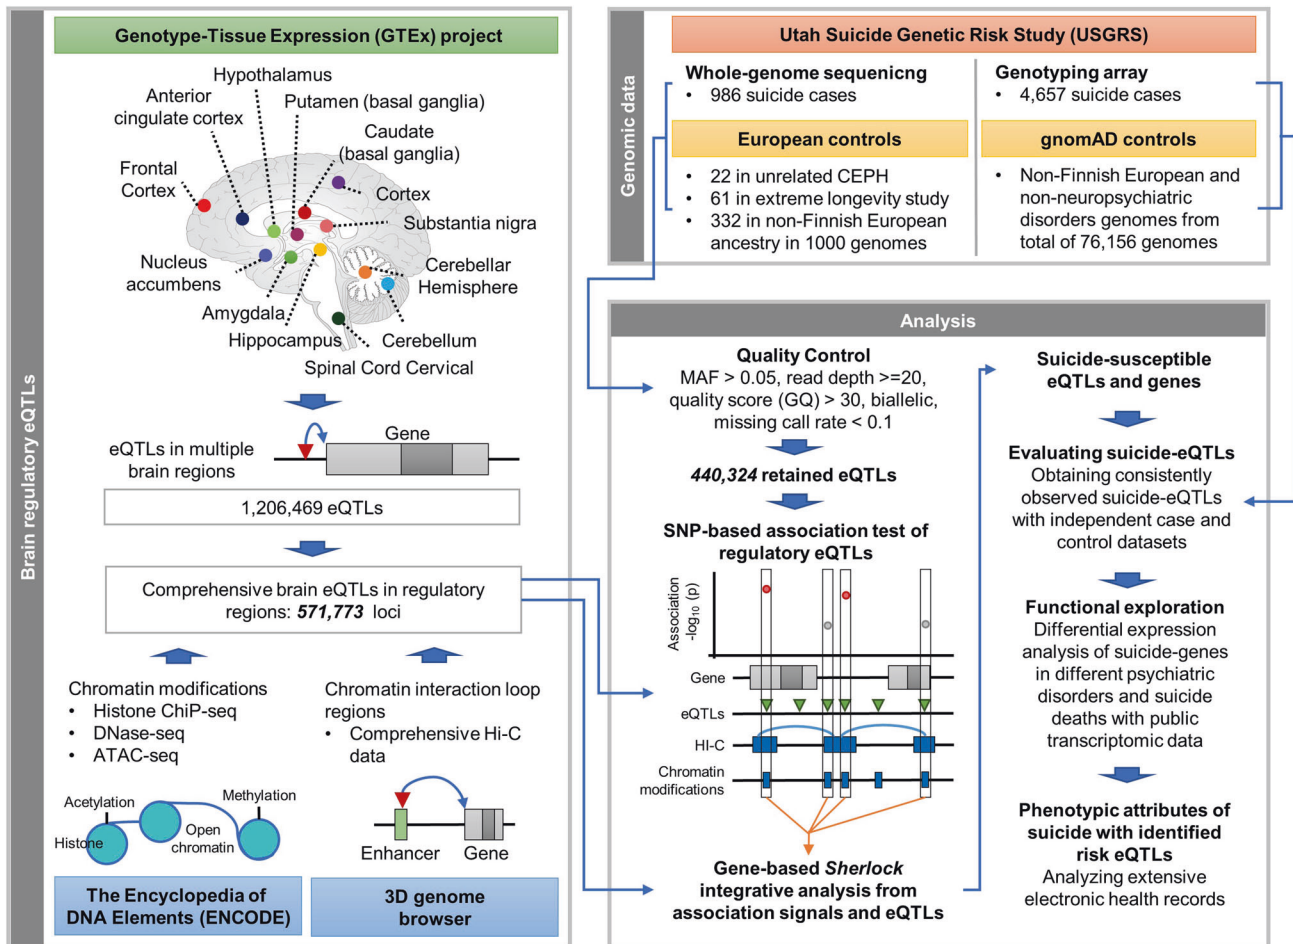 Brain regulatory eQTLs
Genotype-Tissue Expression (GTEx) project
Hypothalamus
Anterior
cingulate cortex
Putamen (basal ganglia)
Caudate
(basal ganglia)
Frontal
Cortex
Cortex
Substantia nigra
Nucleus
accumbens
Cerebellar
Hemisphere
Amygdala
Hippocampus
Cerebellum
Spinal Cord Cervical
Gene
eQTLs in multiple
brain regions
1,206,469 eQTLs
Comprehensive brain eQTLs in regulatory
regions: 571,773 loci
Chromatin modifications
• Histone ChiP-seq
• DNase-seq
• ATAC-seq
Chromatin interaction loop
regions
• Comprehensive Hi-C
data
Acetylation
Methylation
Histone
Open
chromatin
Enhancer
Gene
The Encyclopedia of
DNA Elements (ENCODE)
3D genome
browser
Genomic data
Utah Suicide Genetic Risk Study (USGRS)
Whole-genome sequenicng
• 986 suicide cases
European controls
• 22 in unrelated CEPH
• 61 in extreme longevity study
• 332 in non-Finnish European
ancestry in 1000 genomes
Genotyping array
• 4,657 suicide cases
gnomAD controls
• Non-Finnish European and
non-neuropsychiatric
disorders genomes from
total of 76,156 genomes
Analysis
Quality Control
MAF > 0.05, read depth >=20,
quality score (GQ) > 30, biallelic,
missing call rate < 0.1
440,324 retained eQTLs
SNP-based association test of
regulatory eQTLs
Association
-log10 (p)
Gene
eQTLs
HI-C
Chromatin
modifications
Gene-based Sherlock
integrative analysis from
association signals and eQTLs
Suicide-susceptible
eQTLs and genes
Evaluating suicide-eQTLs
Obtaining consistently
observed suicide-eQTLs
with independent case and
control datasets
Functional exploration
Differential expression
analysis of suicide-genes
in different psychiatric
disorders and suicide
deaths with public
transcriptomic data
Phenotypic attributes of
suicide with identified
risk eQTLs
Analyzing extensive
electronic health records